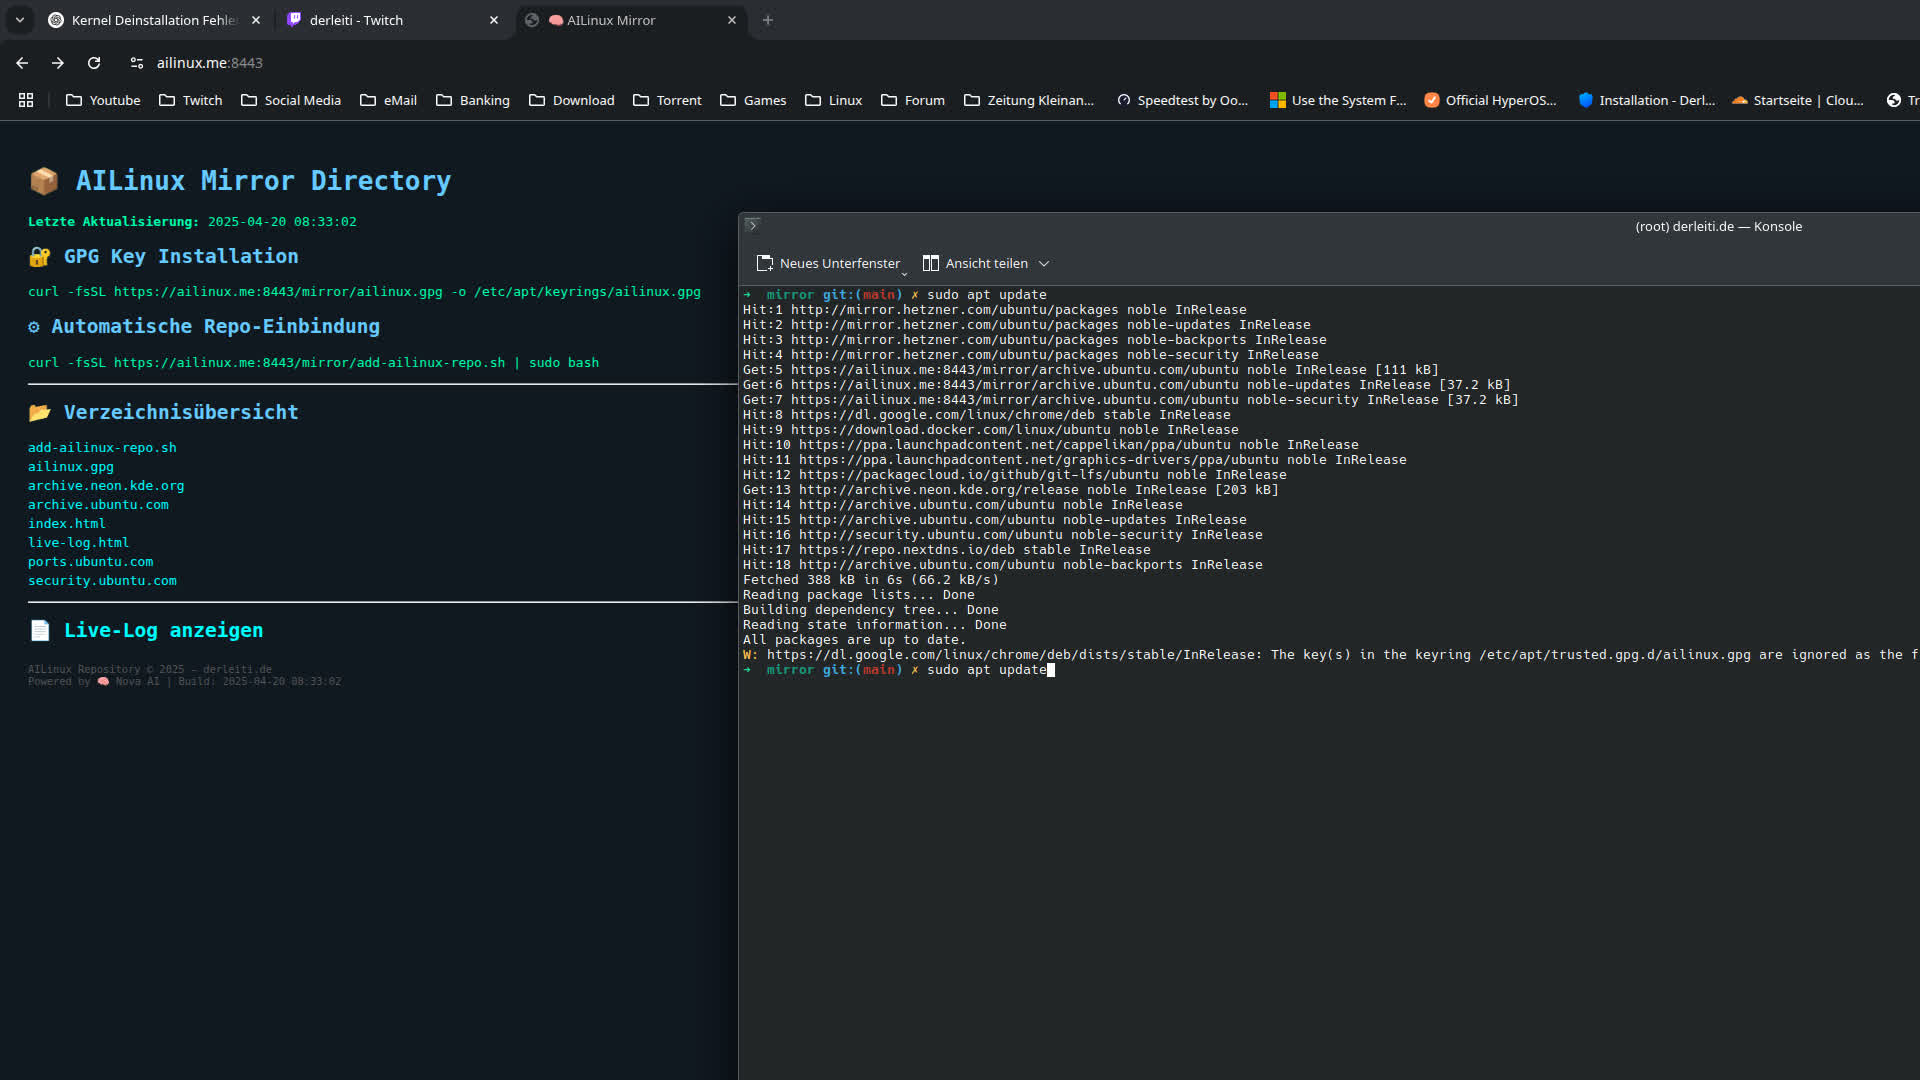 Kernel Deinstallation Fehle
derleiti - Twitch
🧠 AILinux Mirror
ailinux.me:8443
Youtube
Twitch
Social Media
eMail
Banking
Download
Torrent
Games
Linux
Forum
Zeitung Kleinan...
Speedtest by Oo...
Use the System F...
Official HyperOS...
Installation - Derl...
Startseite | Clou...
Tr
📦 AILinux Mirror Directory
Letzte Aktualisierung: 2025-04-20 08:33:02
🔐 GPG Key Installation
curl -fsSL https://ailinux.me:8443/mirror/ailinux.gpg -o /etc/apt/keyrings/ailinux.gpg
⚙ Automatische Repo-Einbindung
curl -fsSL https://ailinux.me:8443/mirror/add-ailinux-repo.sh | sudo bash
📂 Verzeichnisübersicht
add-ailinux-repo.sh
ailinux.gpg
archive.neon.kde.org
archive.ubuntu.com
index.html
live-log.html
ports.ubuntu.com
security.ubuntu.com
📄 Live-Log anzeigen
AILinux Repository © 2025 - derleiti.de
Powered by 🧠 Nova AI | Build: 2025-04-20 08:33:02
(root) derleiti.de — Konsole
Neues Unterfenster
Ansicht teilen
➜  mirror git:(main) ✗ sudo apt update
Hit:1 http://mirror.hetzner.com/ubuntu/packages noble InRelease
Hit:2 http://mirror.hetzner.com/ubuntu/packages noble-updates InRelease
Hit:3 http://mirror.hetzner.com/ubuntu/packages noble-backports InRelease
Hit:4 http://mirror.hetzner.com/ubuntu/packages noble-security InRelease
Get:5 https://ailinux.me:8443/mirror/archive.ubuntu.com/ubuntu noble InRelease [111 kB]
Get:6 https://ailinux.me:8443/mirror/archive.ubuntu.com/ubuntu noble-updates InRelease [37.2 kB]
Get:7 https://ailinux.me:8443/mirror/archive.ubuntu.com/ubuntu noble-security InRelease [37.2 kB]
Hit:8 https://dl.google.com/linux/chrome/deb stable InRelease
Hit:9 https://download.docker.com/linux/ubuntu noble InRelease
Hit:10 https://ppa.launchpadcontent.net/cappelikan/ppa/ubuntu noble InRelease
Hit:11 https://ppa.launchpadcontent.net/graphics-drivers/ppa/ubuntu noble InRelease
Hit:12 https://packagecloud.io/github/git-lfs/ubuntu noble InRelease
Get:13 http://archive.neon.kde.org/release noble InRelease [203 kB]
Hit:14 http://archive.ubuntu.com/ubuntu noble InRelease
Hit:15 http://archive.ubuntu.com/ubuntu noble-updates InRelease
Hit:16 http://security.ubuntu.com/ubuntu noble-security InRelease
Hit:17 https://repo.nextdns.io/deb stable InRelease
Hit:18 http://archive.ubuntu.com/ubuntu noble-backports InRelease
Fetched 388 kB in 6s (66.2 kB/s)
Reading package lists... Done
Building dependency tree... Done
Reading state information... Done
All packages are up to date.
W: https://dl.google.com/linux/chrome/deb/dists/stable/InRelease: The key(s) in the keyring /etc/apt/trusted.gpg.d/ailinux.gpg are ignored as the f
➜  mirror git:(main) ✗ sudo apt update